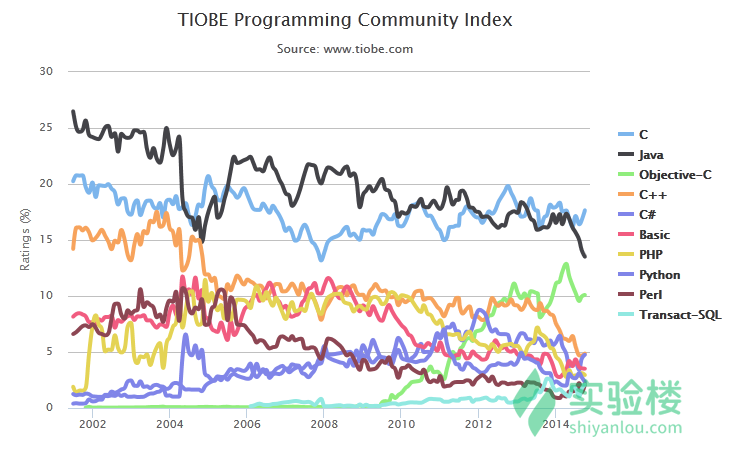 TIOBE Programming Community Index
Source: www.tiobe.com
Ratings (%)
30
25
20
15
10
5
0
2002
2004
2006
2008
2010
2012
2014
C
Java
Objective-C
C++
C#
Basic
PHP
Python
Perl
Transact-SQL
实验楼
shiyanlou.com